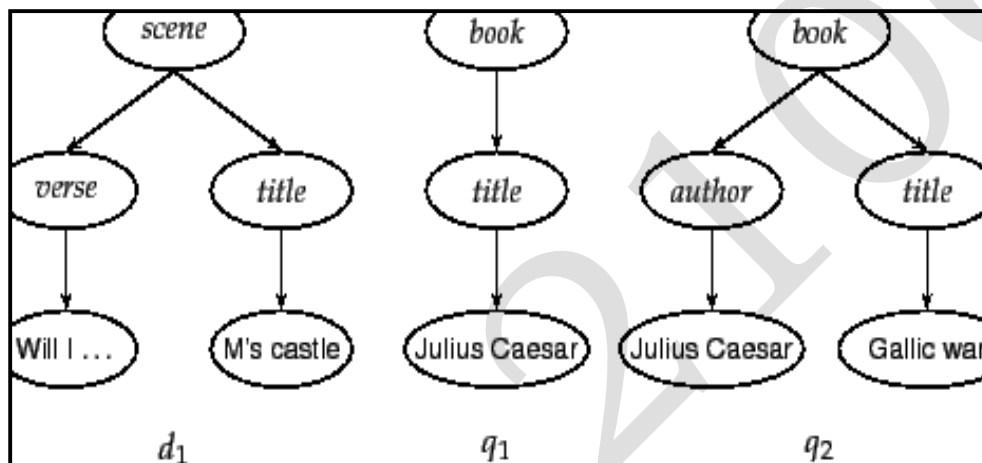 scene book book
verse title title author title
Will I ... M's castle Julius Caesar Julius Caesar Gallic war
d1 q1 q2
210